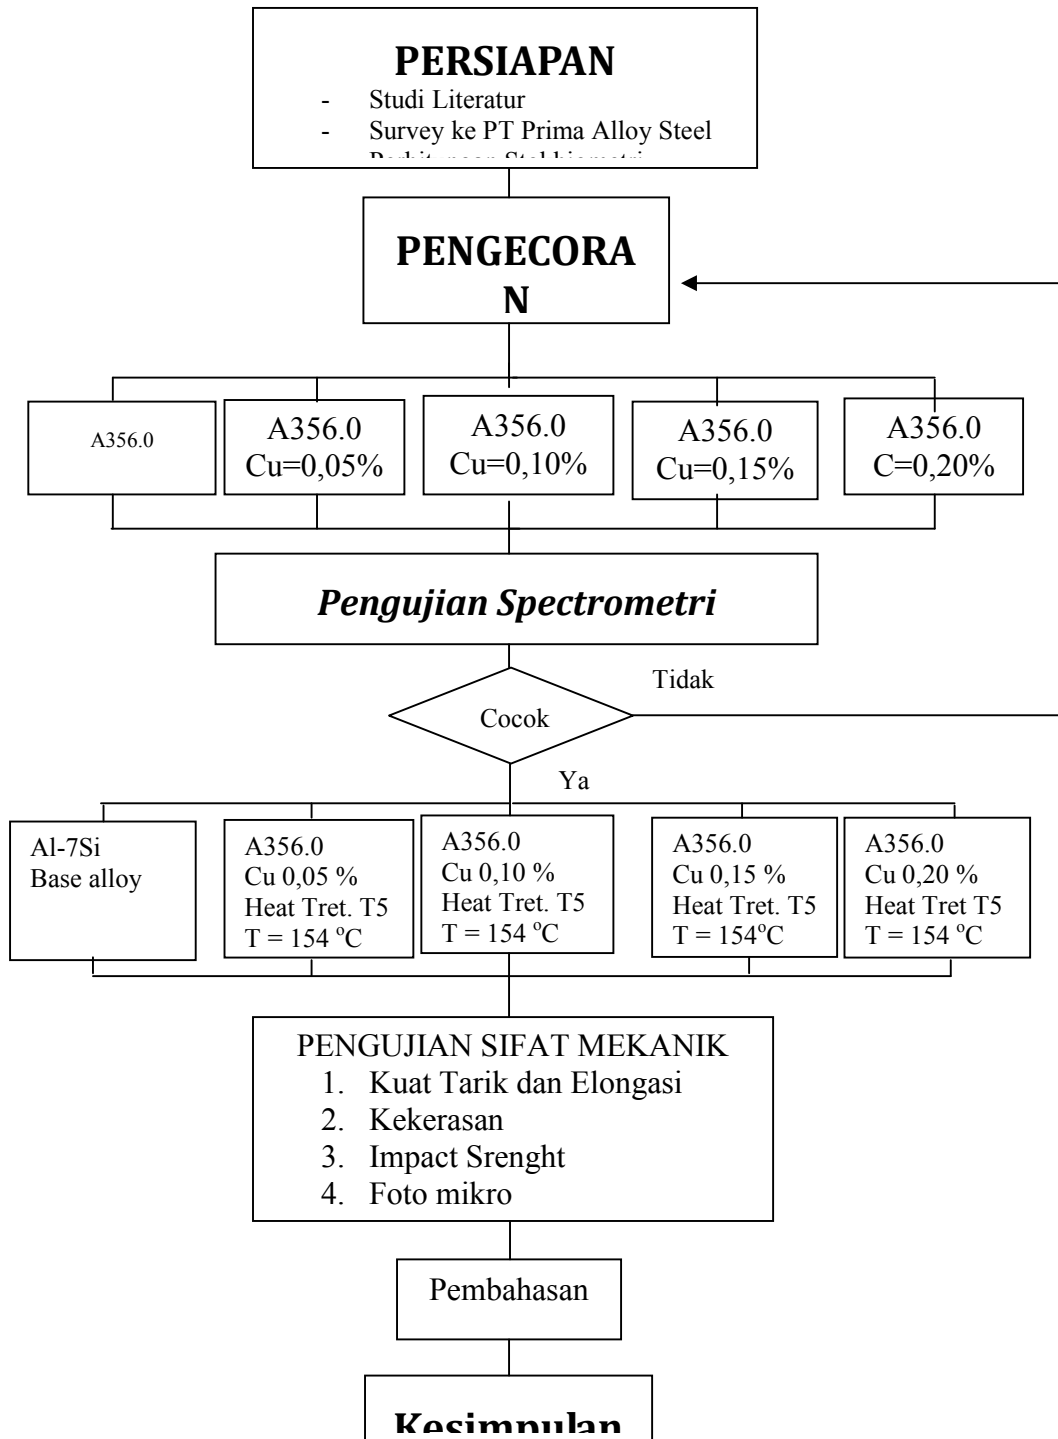 PERSIAPAN
- Studi Literatur
- Survey ke PT Prima Alloy Steel
PENGECORA
N
A356.0
A356.0
Cu=0,05%
A356.0
Cu=0,10%
A356.0
Cu=0,15%
A356.0
C=0,20%
Pengujian Spectrometri
Tidak
Cocok
Ya
Al-7Si
Base alloy
A356.0
Cu 0,05 %
Heat Tret. T5
T = 154 °C
A356.0
Cu 0,10 %
Heat Tret. T5
T = 154 °C
A356.0
Cu 0,15 %
Heat Tret. T5
T = 154°C
A356.0
Cu 0,20 %
Heat Tret T5
T = 154 °C
PENGUJIAN SIFAT MEKANIK
1. Kuat Tarik dan Elongasi
2. Kekerasan
3. Impact Srenght
4. Foto mikro
Pembahasan
Kesimpulan